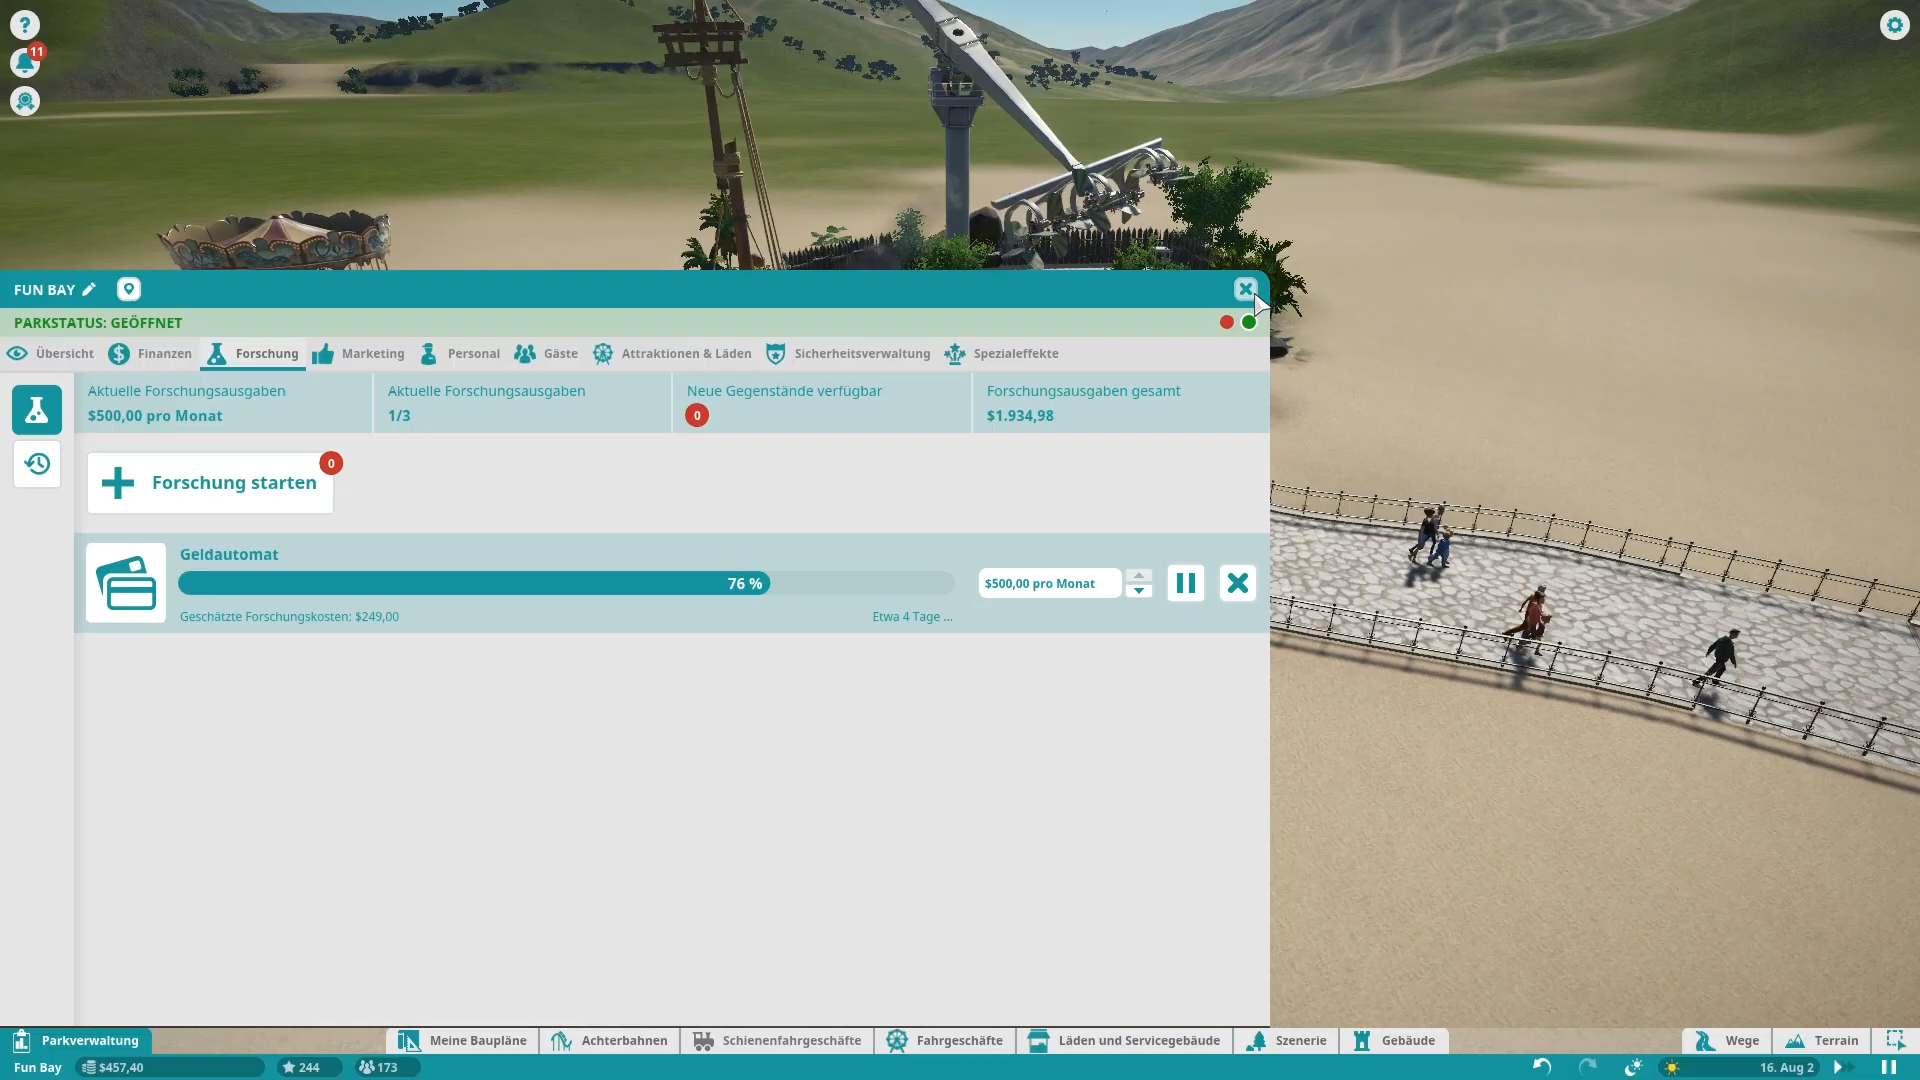 ?
11
FUN BAY
PARKSTATUS: GEÖFFNET
Übersicht
Finanzen
Forschung
Marketing
Personal
Gäste
Attraktionen & Läden
Sicherheitsverwaltung
Spezialeffekte
Aktuelle Forschungsausgaben
$500,00 pro Monat
Aktuelle Forschungsausgaben
1/3
Neue Gegenstände verfügbar
0
Forschungsausgaben gesamt
$1.934,98
Forschung starten
0
Geldautomat
76 %
Geschätzte Forschungskosten: $249,00
Etwa 4 Tage ...
$500,00 pro Monat
Parkverwaltung
Meine Baupläne
Achterbahnen
Schienenfahrgeschäfte
Fahrgeschäfte
Läden und Servicegebäude
Szenerie
Gebäude
Wege
Terrain
Fun Bay
$457,40
244
173
16. Aug 2